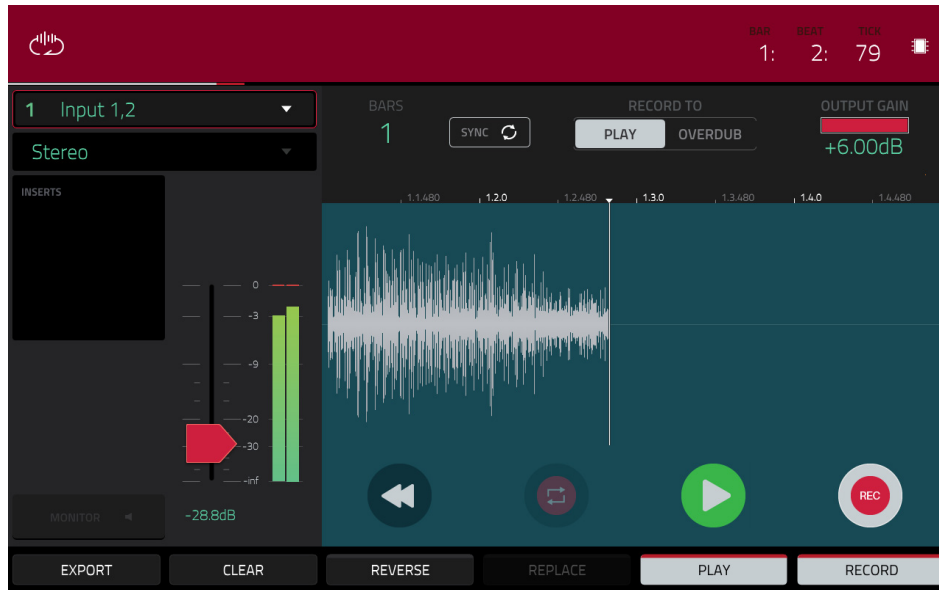 BAR BEAT TICK
1: 2: 79
1 Input 1,2
Stereo
INSERTS
0
-3
-9
-20
-30
-inf
MONITOR
-28.8dB
BARS
1
SYNC
RECORD TO
PLAY OVERDUB
OUTPUT GAIN
+6.00dB
1.1.480 1.2.0 1.2.480 1.3.0 1.3.480 1.4.0 1.4.480
REC
EXPORT CLEAR REVERSE REPLACE PLAY RECORD